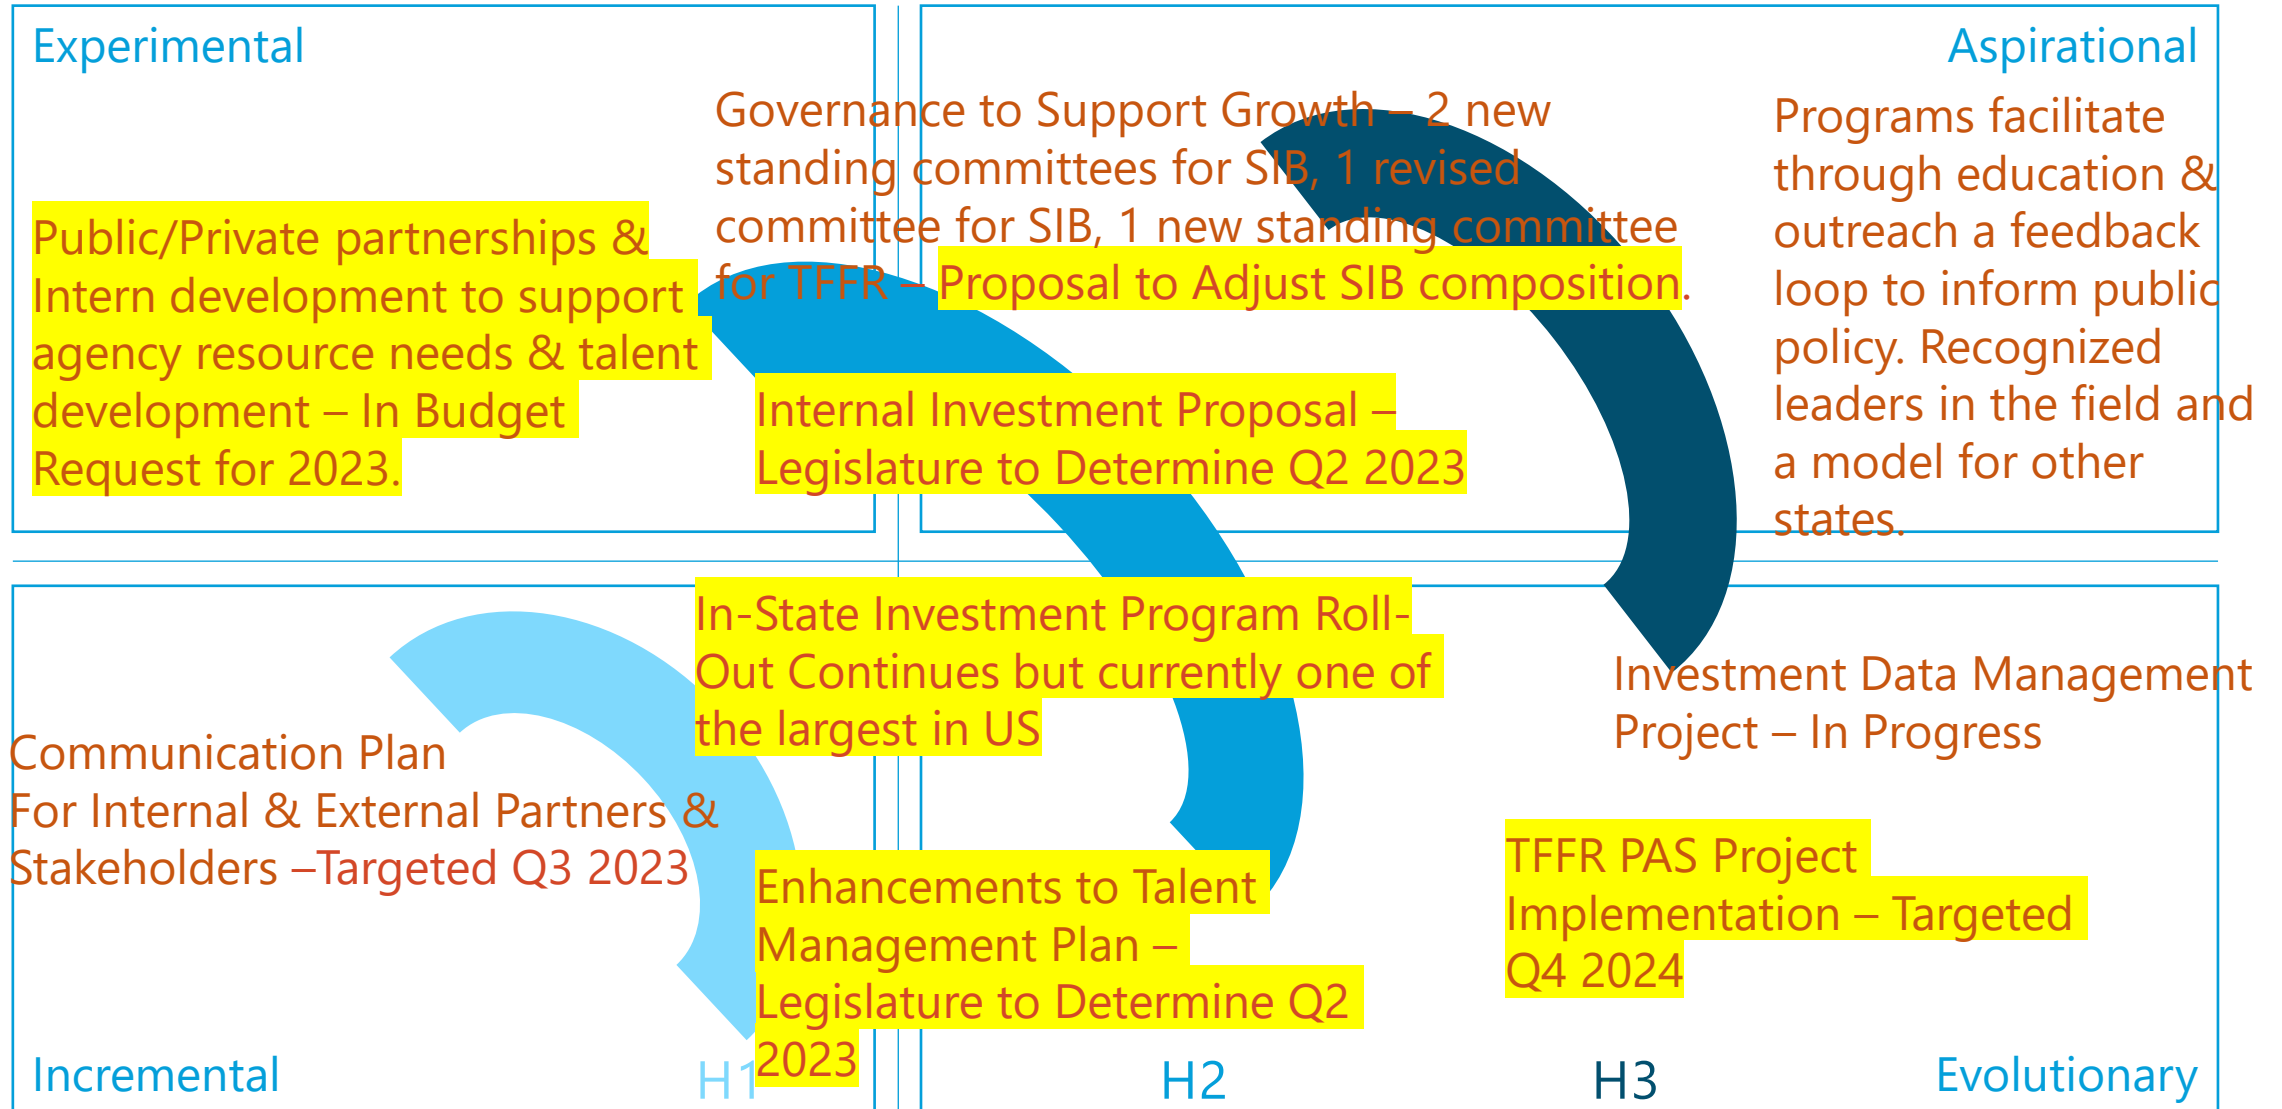 Experimental
Aspirational
Governance to Support Growth – 2 new
standing committees for SIB, 1 revised
committee for SIB, 1 new standing committee
for TFFR – Proposal to Adjust SIB composition.
Programs facilitate
through education &
outreach a feedback
loop to inform public
policy. Recognized
leaders in the field and
a model for other
states.
Public/Private partnerships &
Intern development to support
agency resource needs & talent
development – In Budget
Request for 2023.
Internal Investment Proposal –
Legislature to Determine Q2 2023
In-State Investment Program Roll-
Out Continues but currently one of
the largest in US
Investment Data Management
Project – In Progress
Communication Plan
For Internal & External Partners &
Stakeholders –Targeted Q3 2023
Enhancements to Talent
Management Plan –
Legislature to Determine Q2
2023
TFFR PAS Project
Implementation – Targeted
Q4 2024
Incremental
H1
H2
H3
Evolutionary